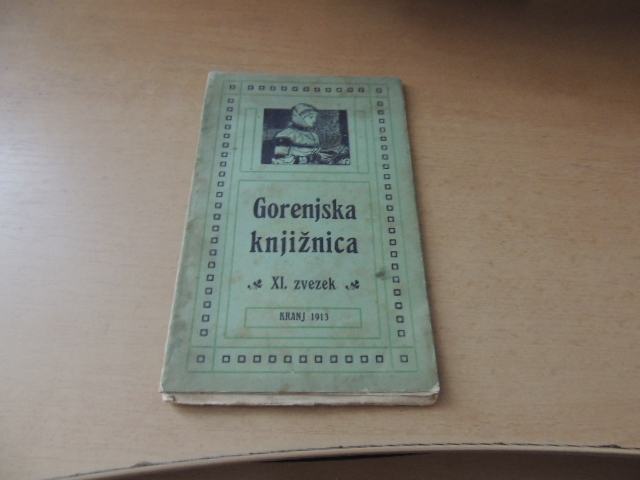 Gorenjska
knjižnica
XI. zvezek
KRANJ 1913